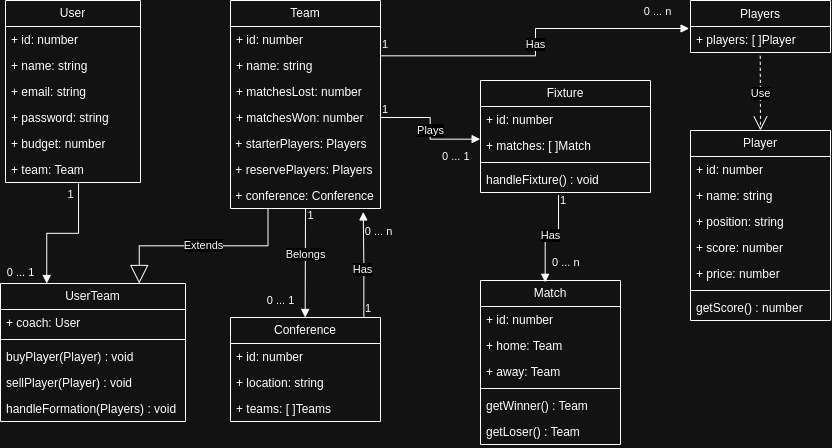 User
+ id: number
+ name: string
+ email: string
+ password: string
+ budget: number
+ team: Team
1
0 ... 1
Team
+ id: number
+ name: string
+ matchesLost: number
+ matchesWon: number
+ starterPlayers: Players
+ reservePlayers: Players
+ conference: Conference
1
Has
0 ... n
1
Plays
0 ... 1
Players
+ players: [ ]Player
Use
Fixture
+ id: number
+ matches: [ ]Match
handleFixture() : void
1
Has
0 ... n
Player
+ id: number
+ name: string
+ position: string
+ score: number
+ price: number
getScore() : number
Extends
1
Belongs
0 ... 1
0 ... n
Has
1
UserTeam
+ coach: User
buyPlayer(Player) : void
sellPlayer(Player) : void
handleFormation(Players) : void
Conference
+ id: number
+ location: string
+ teams: [ ]Teams
Match
+ id: number
+ home: Team
+ away: Team
getWinner() : Team
getLoser() : Team